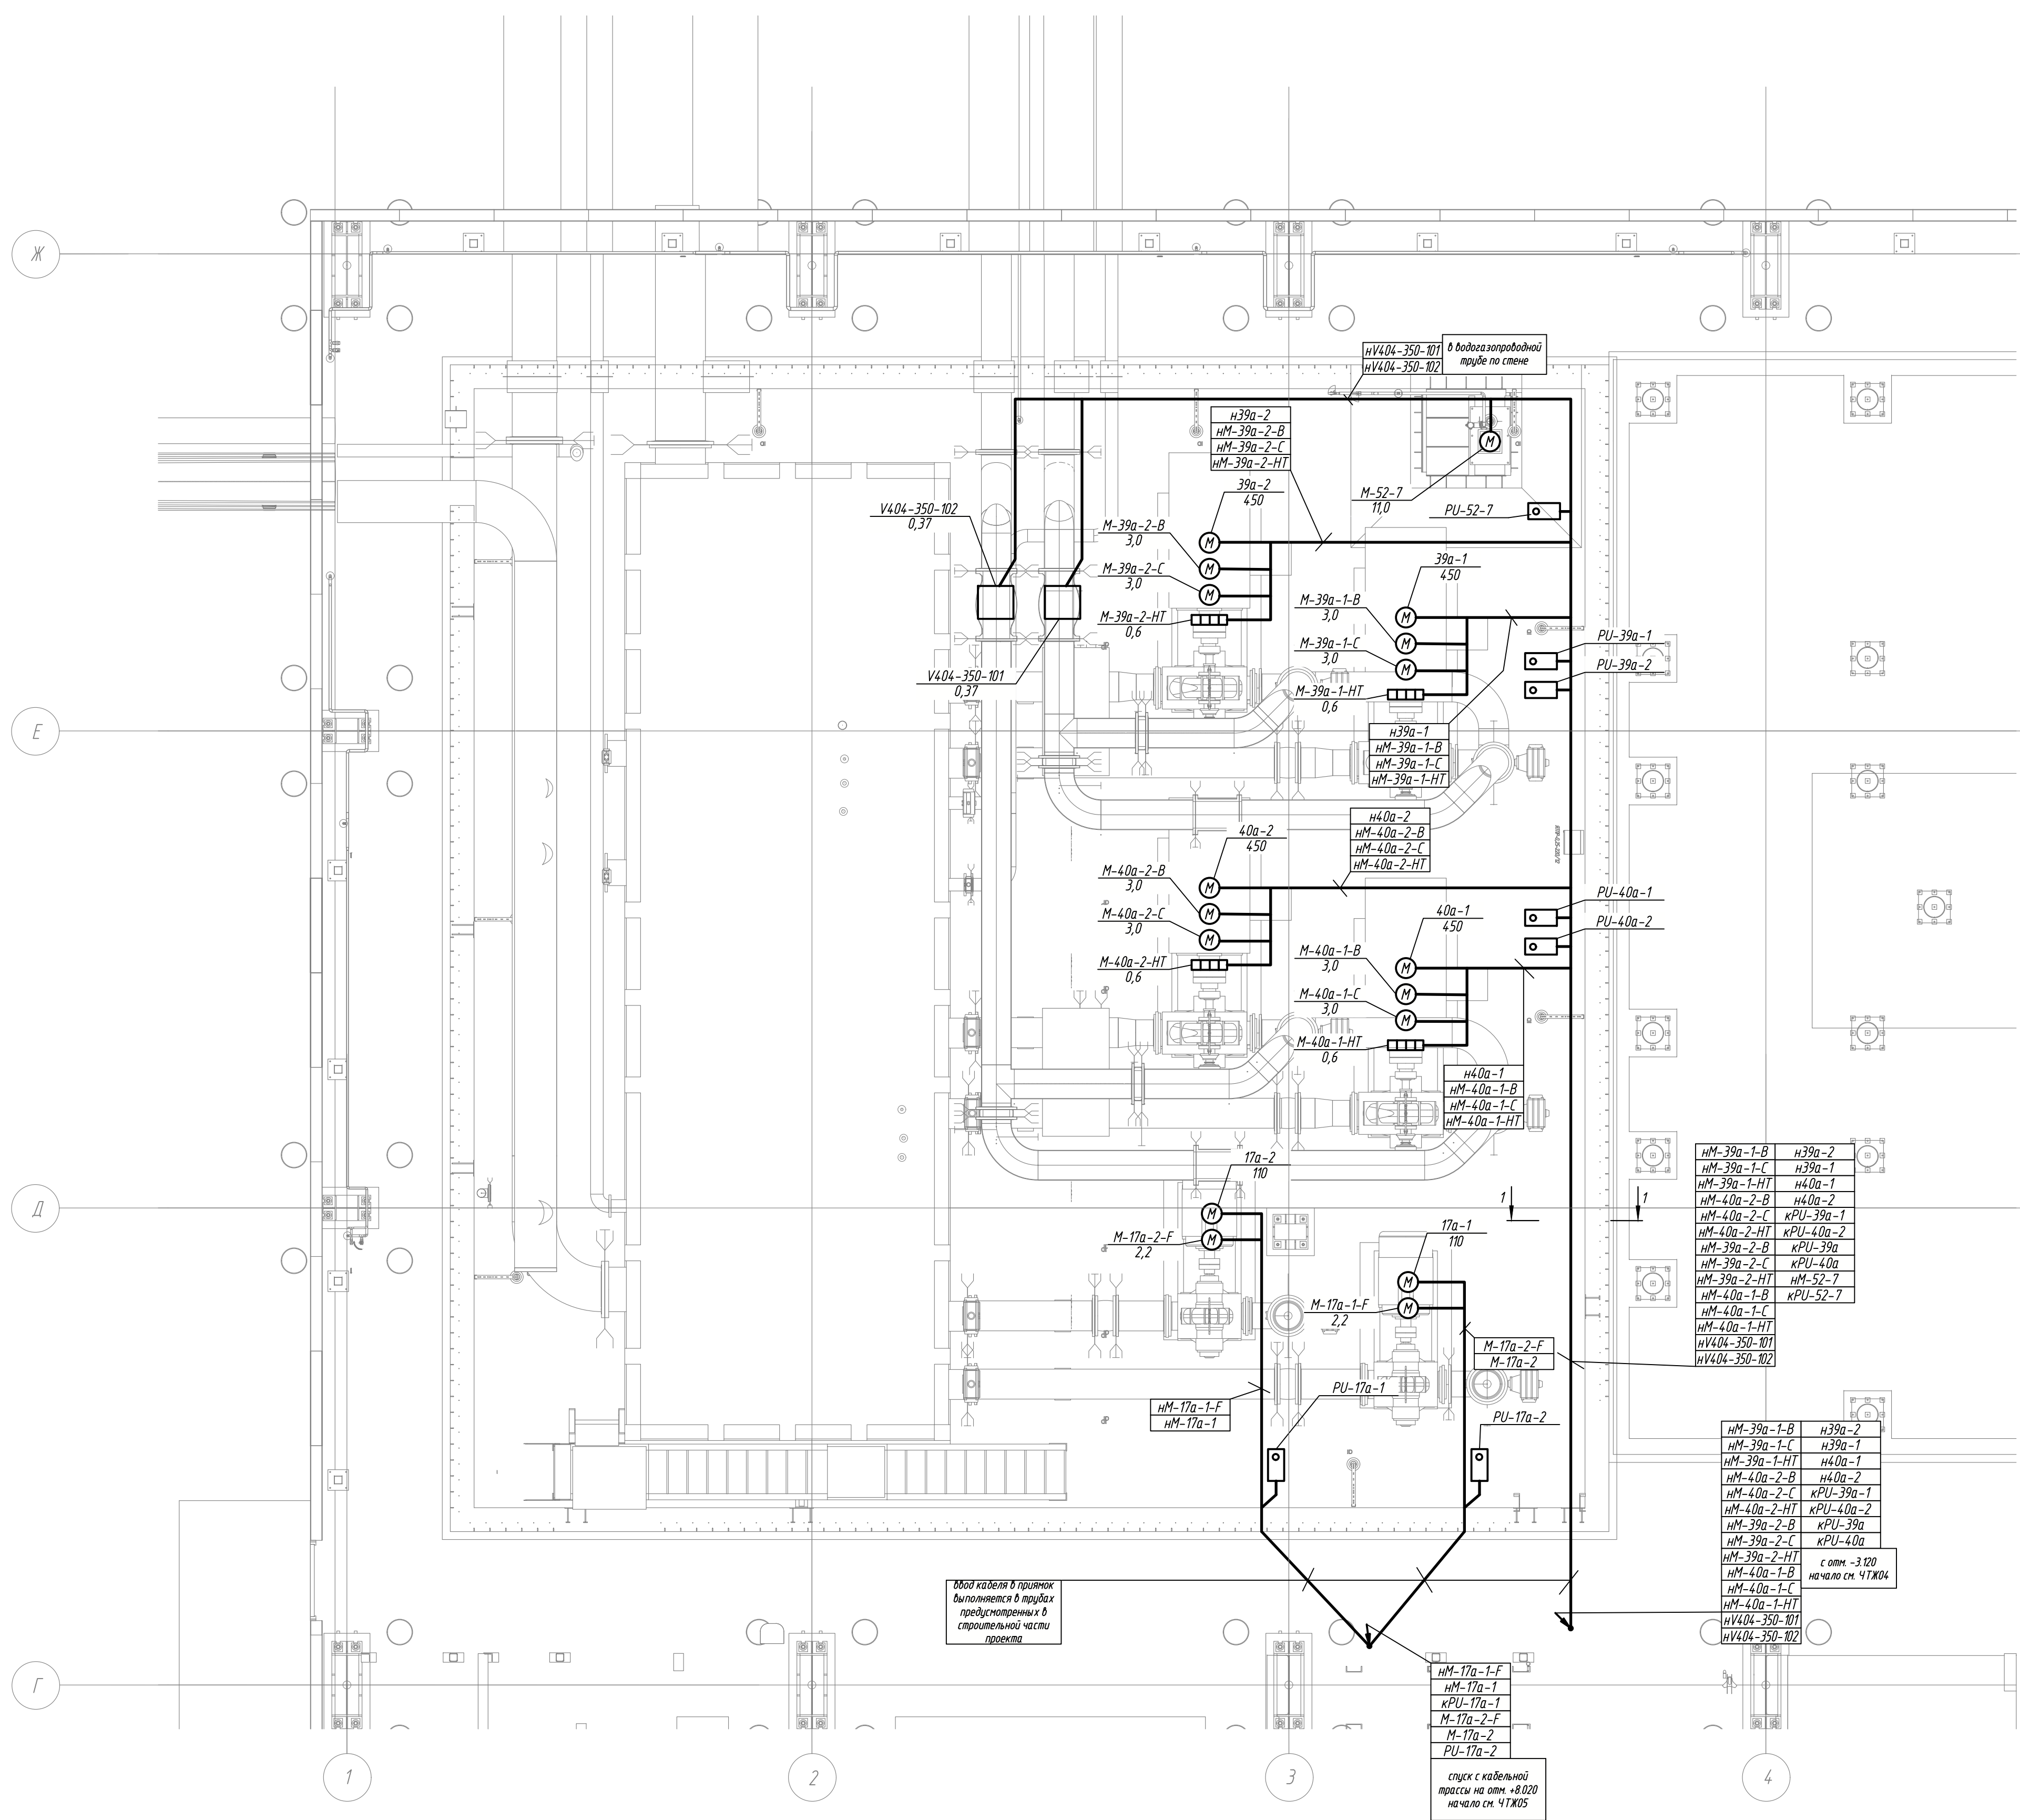 Ж
нV404-350-101
нV404-350-102
в водогазопроводной
трубе по стене
н39а-2
нМ-39а-2-В
нМ-39а-2-С
нМ-39а-2-НТ
39а-2
450
М-52-7
11,0
М
PU-52-7
V404-350-102
0,37
М-39а-2-В
3,0
М
М
М
М-39а-2-С
3,0
М-39а-2-НТ
0,6
39а-1
450
М-39а-1-В
3,0
М
М
М
М-39а-1-С
3,0
М-39а-1-НТ
0,6
PU-39а-1
PU-39а-2
V404-350-101
0,37
Е
н39а-1
нМ-39а-1-В
нМ-39а-1-С
нМ-39а-1-НТ
н40а-2
нМ-40а-2-В
нМ-40а-2-С
нМ-40а-2-НТ
40а-2
450
М-40а-2-В
3,0
М
М
М
М-40а-2-С
3,0
М-40а-2-НТ
0,6
PU-40а-1
PU-40а-2
40а-1
450
М-40а-1-В
3,0
М
М
М
М-40а-1-С
3,0
М-40а-1-НТ
0,6
н40а-1
нМ-40а-1-В
нМ-40а-1-С
нМ-40а-1-НТ
нМ-39а-1-В н39а-2
нМ-39а-1-С н39а-1
нМ-39а-1-НТ н40а-1
нМ-40а-2-В н40а-2
нМ-40а-2-С кPU-39а-1
нМ-40а-2-НТ кPU-40а-2
нМ-39а-2-В кPU-39а
нМ-39а-2-С кPU-40а
нМ-39а-2-НТ нМ-52-7
нМ-40а-1-В кPU-52-7
нМ-40а-1-С
нМ-40а-1-НТ
нV404-350-101
нV404-350-102
17а-2
110
1 1
Д
М
М
М-17а-2-F
2,2
17а-1
110
М
М
М-17а-1-F
2,2
М-17а-2-F
М-17а-2
PU-17а-1
нМ-17а-1-F
нМ-17а-1
PU-17а-2
нМ-39а-1-В н39а-2
нМ-39а-1-С н39а-1
нМ-39а-1-НТ н40а-1
нМ-40а-2-В н40а-2
нМ-40а-2-С кPU-39а-1
нМ-40а-2-НТ кPU-40а-2
нМ-39а-2-В кPU-39а
нМ-39а-2-С кPU-40а
нМ-39а-2-НТ
нМ-40а-1-В
нМ-40а-1-С
нМ-40а-1-НТ
нV404-350-101
нV404-350-102
с отм. -3.120
начало см. ЧТЖ04
ввод кабеля в приямок
выполняется в трубах
предусмотренных в
строительной части
проекта
Г
нМ-17а-1-F
нМ-17а-1
кPU-17а-1
М-17а-2-F
М-17а-2
PU-17а-2
спуск с кабельной
трассы на отм. +8.020
начало см. ЧТЖ05
1 2 3 4